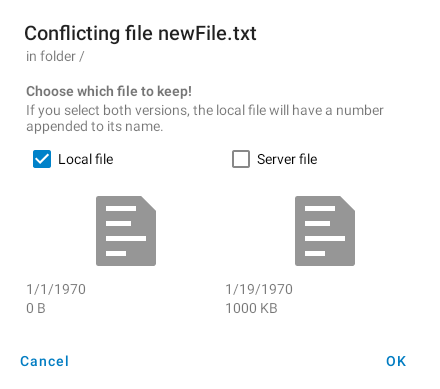 Conflicting file newFile.txt
in folder /
Choose which file to keep!
If you select both versions, the local file will have a number
appended to its name.
Local file
Server file
1/1/1970
1/19/1970
0 B
1000 KB
Cancel
OK